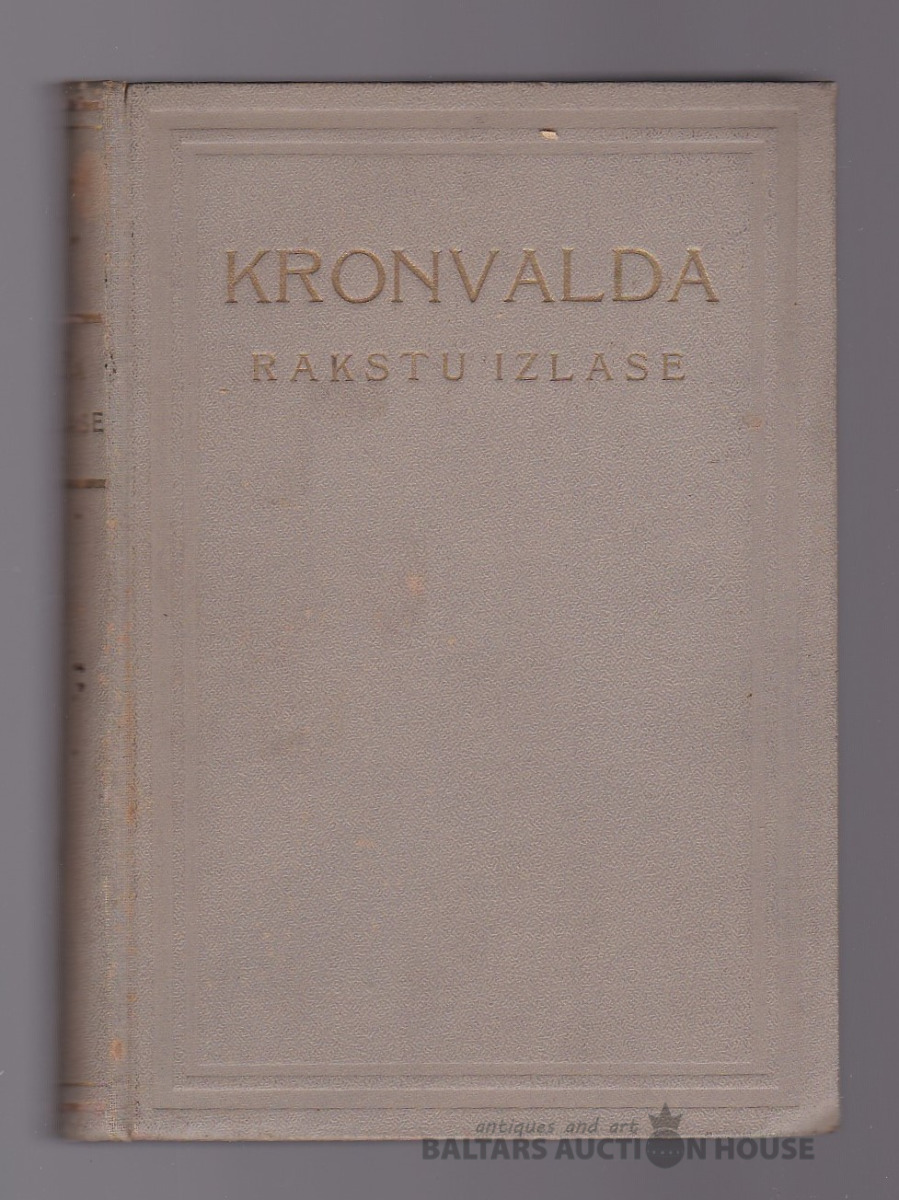 KRONVALDA
RAKSTU IZLASE
antiques and art
BALTARS AUCTION HOUSE